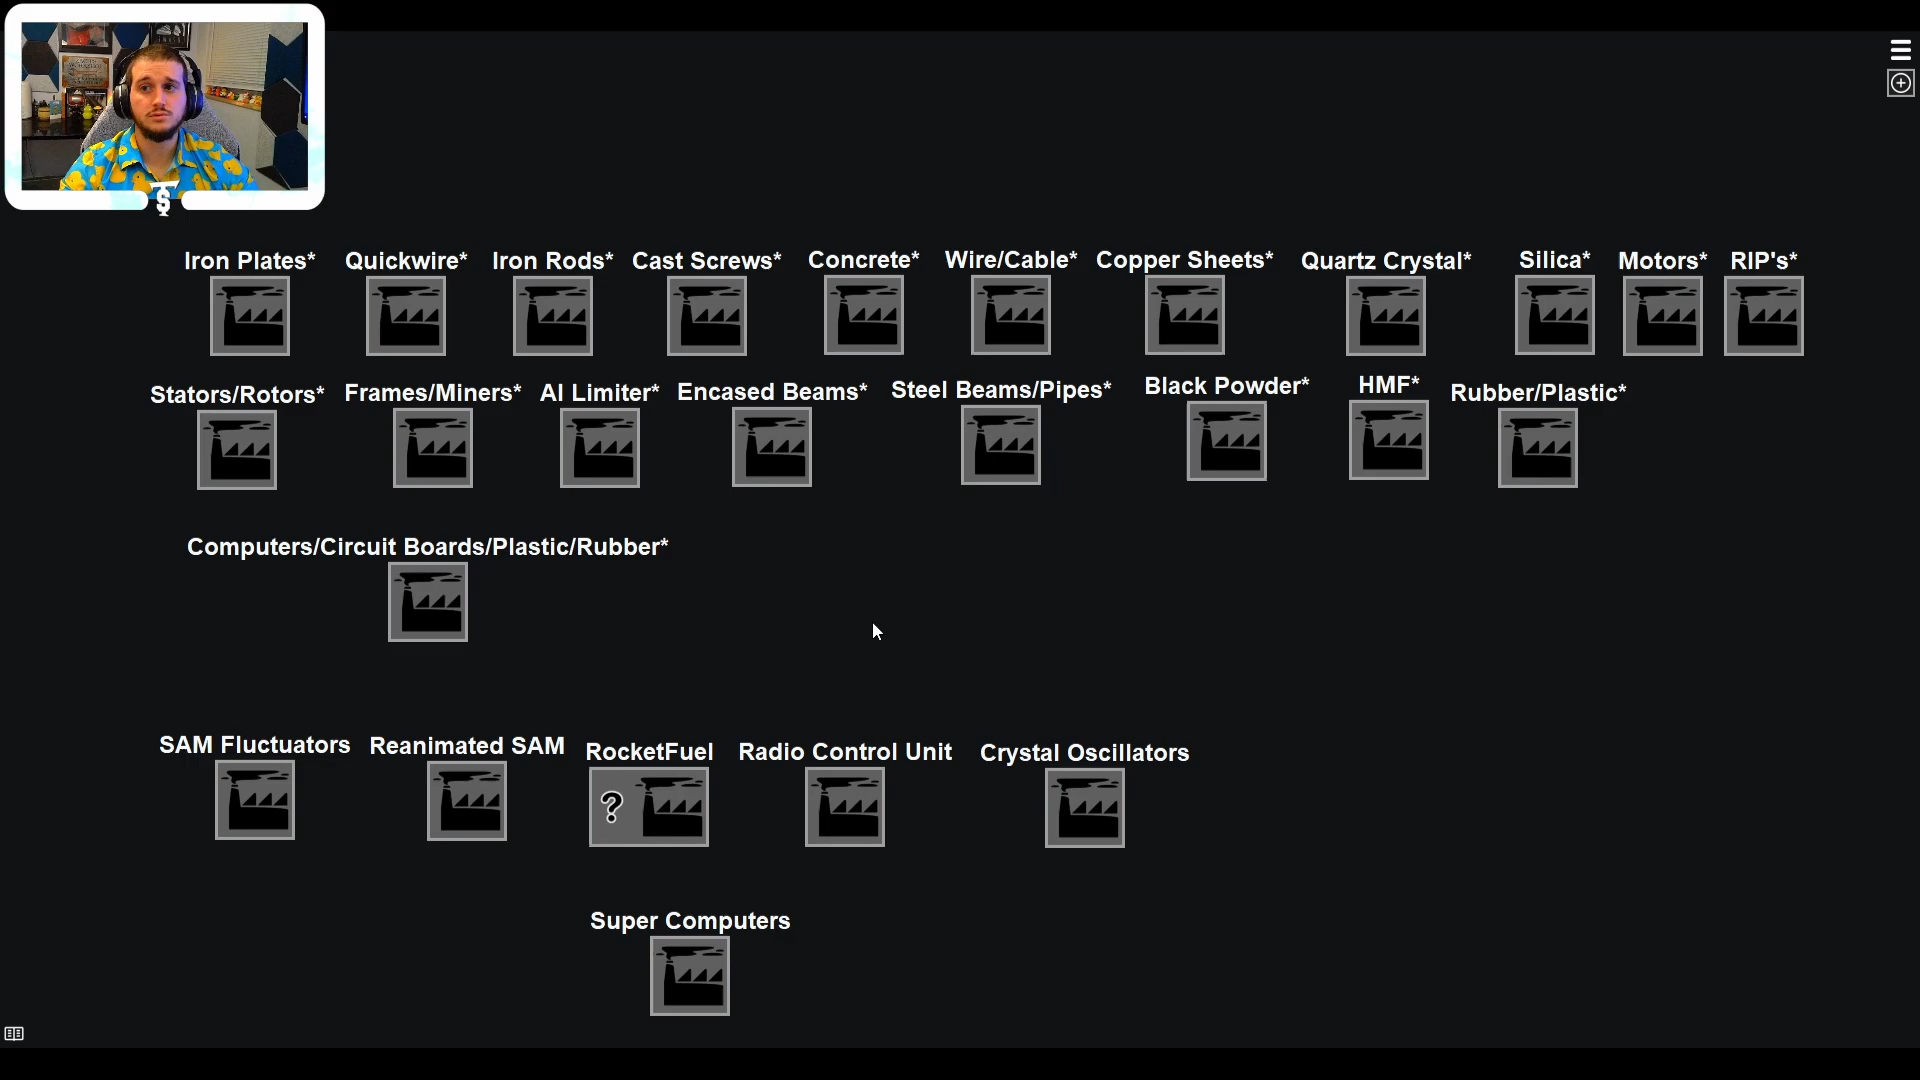 Iron Plates* Quickwire* Iron Rods* Cast Screws* Concrete* Wire/Cable* Copper Sheets* Quartz Crystal* Silica* Motors* RIP's*
Stators/Rotors* Frames/Miners* AI Limiter* Encased Beams* Steel Beams/Pipes* Black Powder* HMF* Rubber/Plastic*
Computers/Circuit Boards/Plastic/Rubber*
SAM Fluctuators Reanimated SAM RocketFuel Radio Control Unit Crystal Oscillators
?
Super Computers